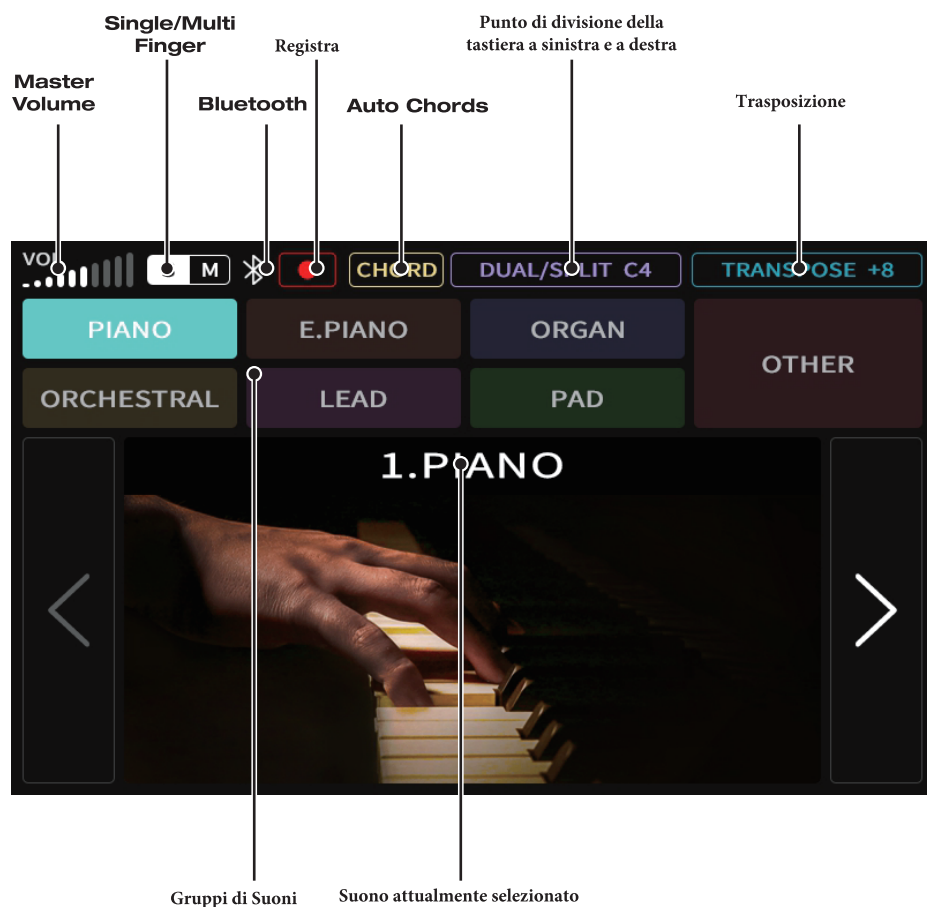 Single/Multi
Finger
Punto di divisione della
tastiera a sinistra e a destra
Registra
Master
Volume
Bluetooth
Auto Chords
Trasposizione
M
CHORD
DUAL/SPLIT C4
TRANSPOSE +8
PIANO
E.PIANO
ORGAN
OTHER
ORCHESTRAL
LEAD
PAD
1.PIANO
Gruppi di Suoni
Suono attualmente selezionato